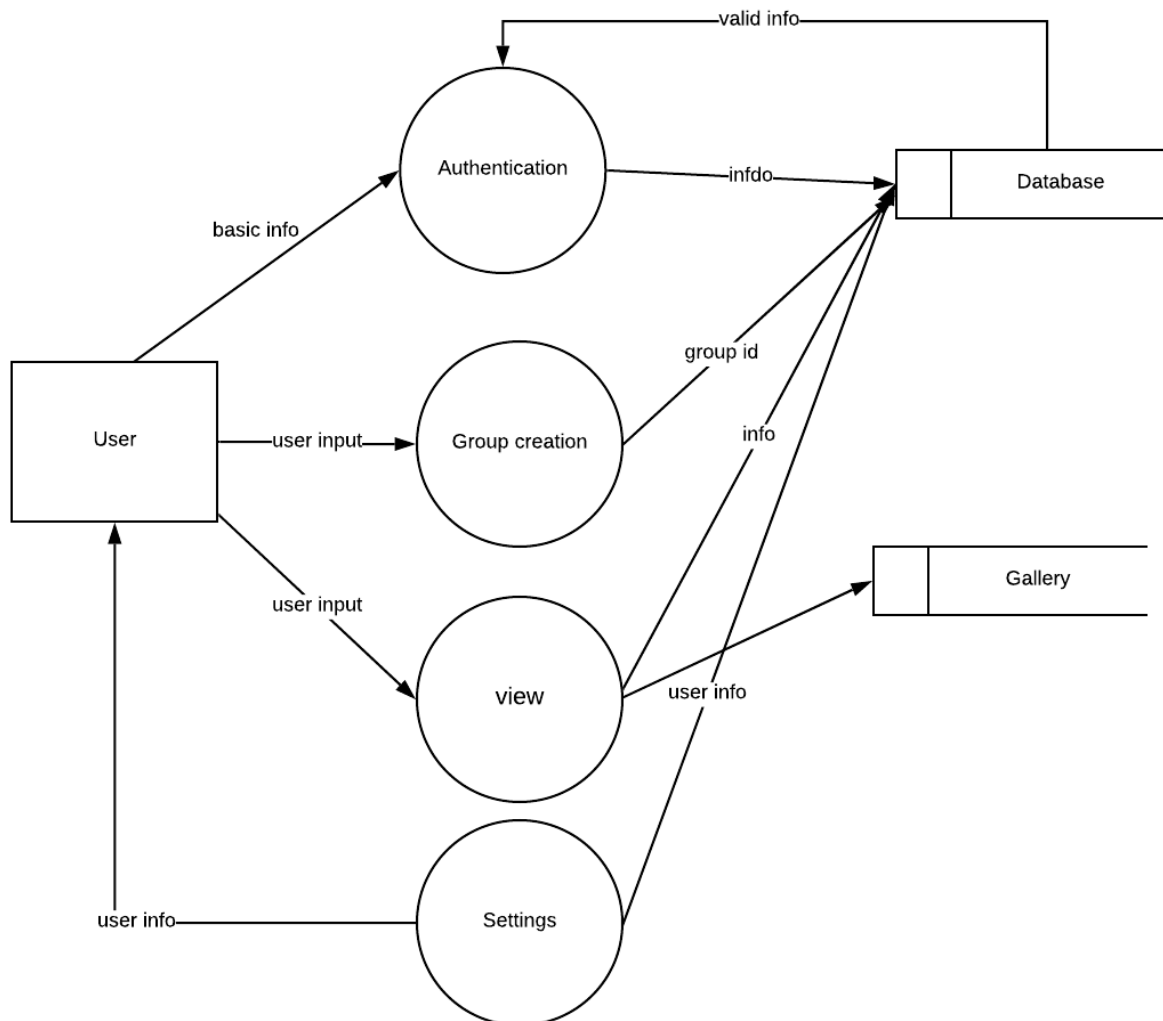 valid info
Authentication
infdo
Database
basic info
group id
User
user input
Group creation
info
Gallery
user input
view
user info
user info
Settings